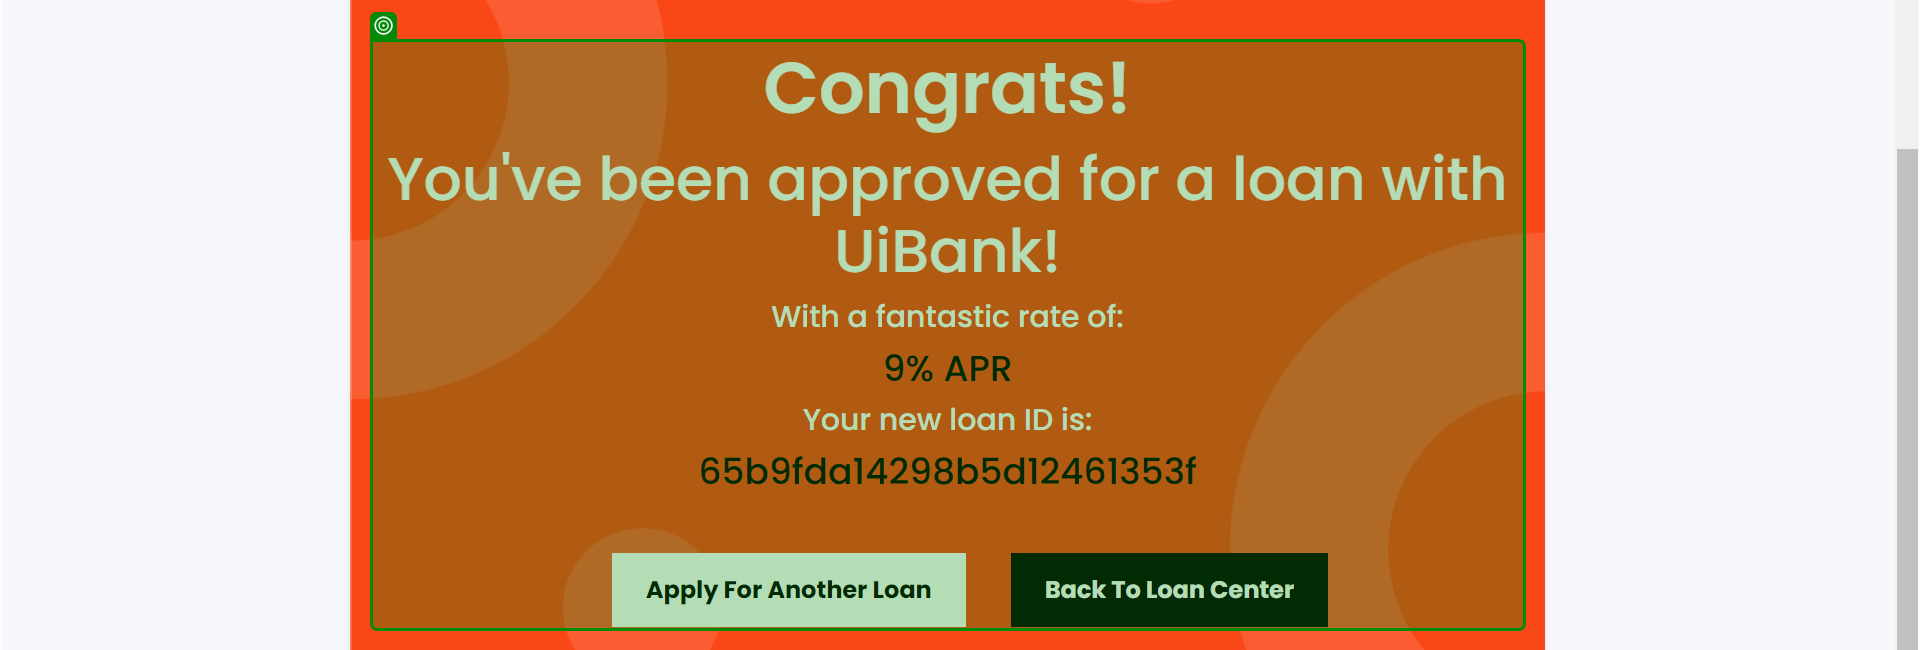 Congrats!
You've been approved for a loan with
UiBank!
With a fantastic rate of:
9% APR
Your new loan ID is:
65b9fda14298b5d12461353f
Apply For Another Loan
Back To Loan Center